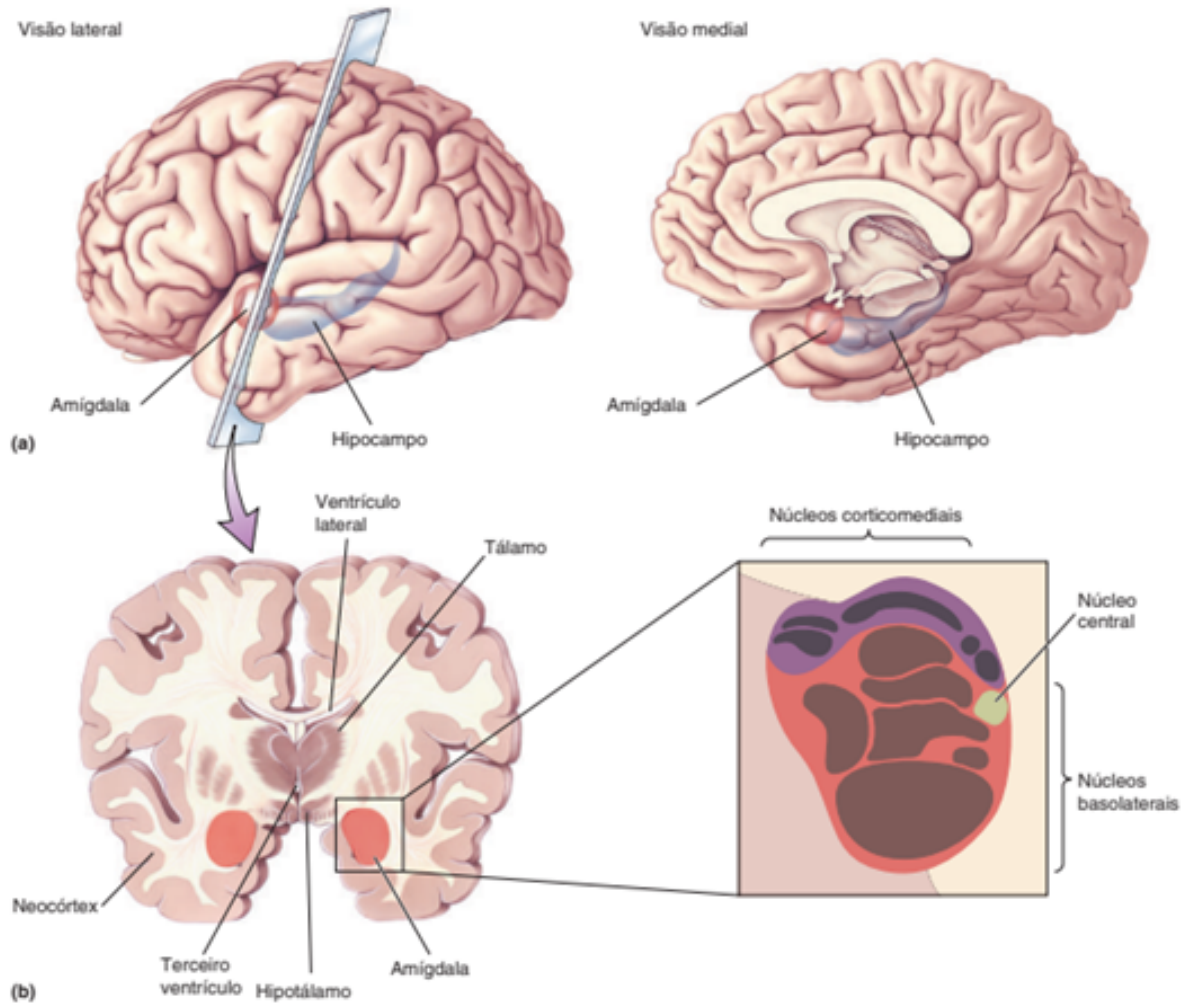 Visão lateral
Visão medial
Amígdala
Hipocampo
Amígdala
Hipocampo
(a)
Ventrículo
lateral
Tálamo
Núcleos corticomediais
Núcleo
central
Núcleos
basolaterais
Neocórtex
Terceiro
ventrículo
Hipotálamo
Amígdala
(b)